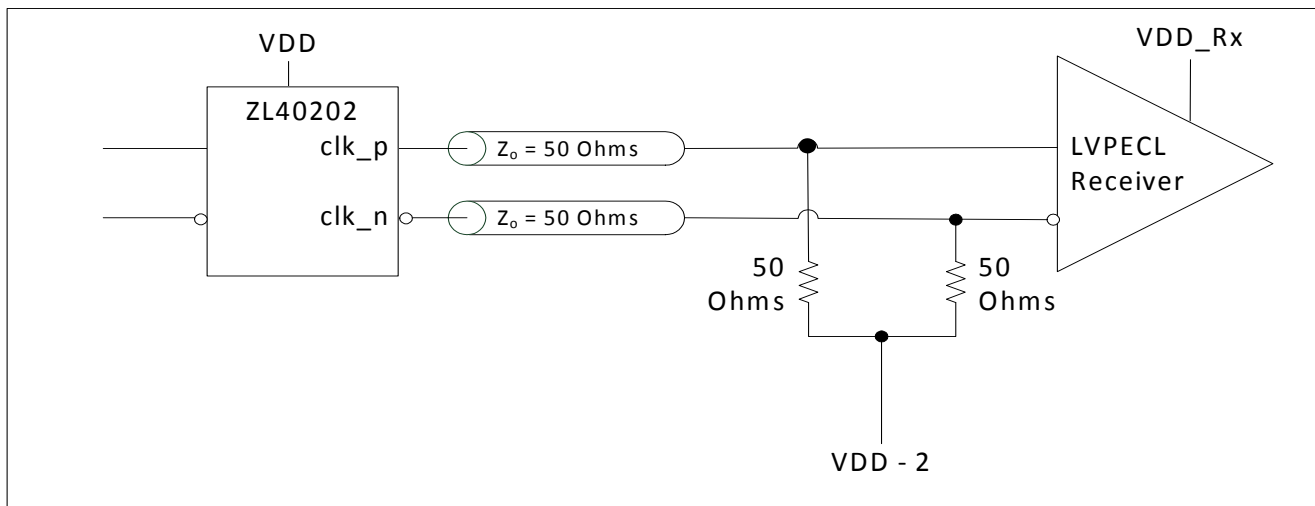 VDD
VDD_Rx
ZL40202
clk_p
Zₒ = 50 Ohms
LVPECL
Receiver
clk_n
Zₒ = 50 Ohms
50
Ohms
50
Ohms
VDD - 2